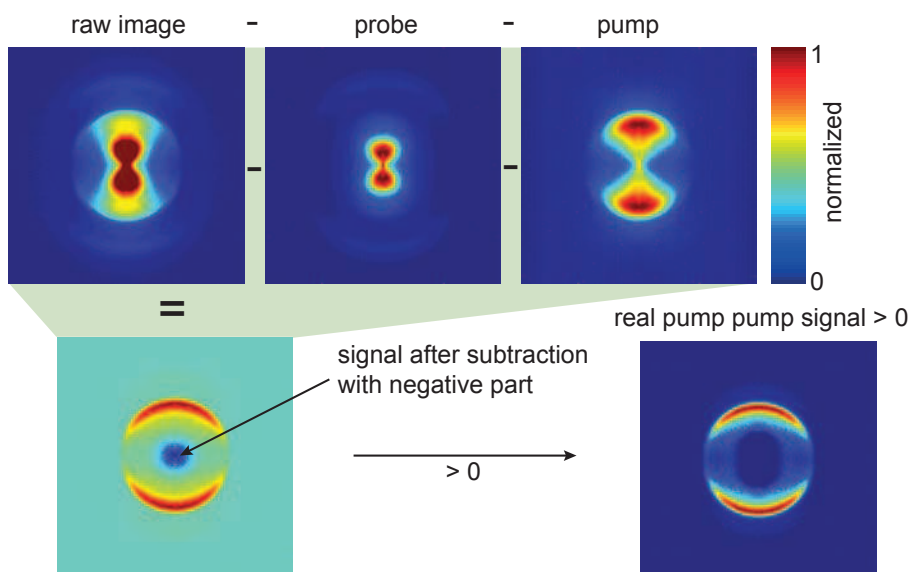 raw image - probe - pump
1
- -
normalized
0
=
real pump pump signal > 0
signal after subtraction
with negative part
> 0